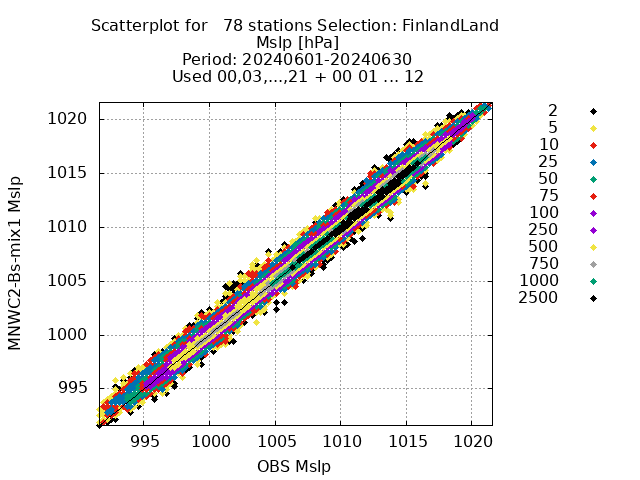 Scatterplot for   78 stations Selection: FinlandLand
Mslp [hPa]
Period: 20240601-20240630
Used 00,03,...,21 + 00 01 ... 12
MNWC2-Bs-mix1 Mslp
1020
1015
1010
1005
1000
995
995 1000 1005 1010 1015 1020
OBS Mslp
2
5
10
25
50
75
100
250
500
750
1000
2500